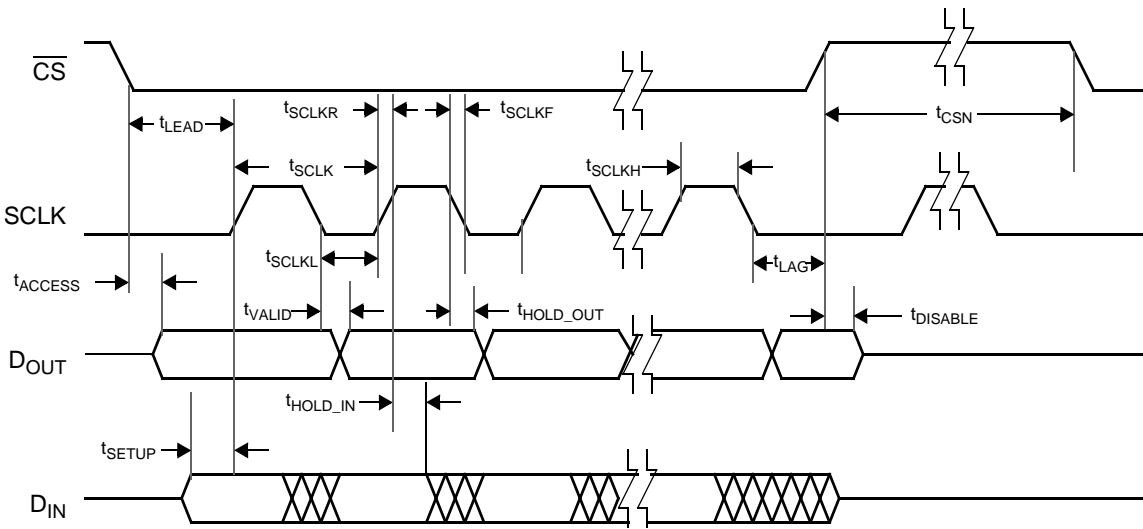 CS
tLEAD
tSCLKR
tSCLKF
tCSN
tSCLK
tSCLKH
SCLK
tSCLKL
tLAG
tACCESS
tVALID
tHOLD_OUT
tDISABLE
DOUT
tHOLD_IN
tSETUP
DIN